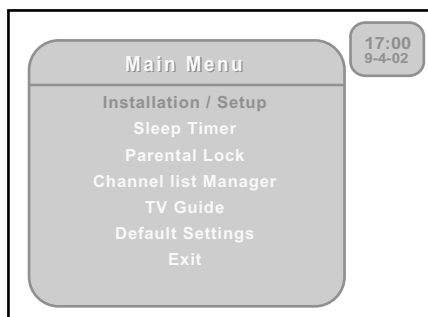 17:00
9-4-02
Main Menu
Installation / Setup
Sleep Timer
Parental Lock
Channel list Manager
TV Guide
Default Settings
Exit